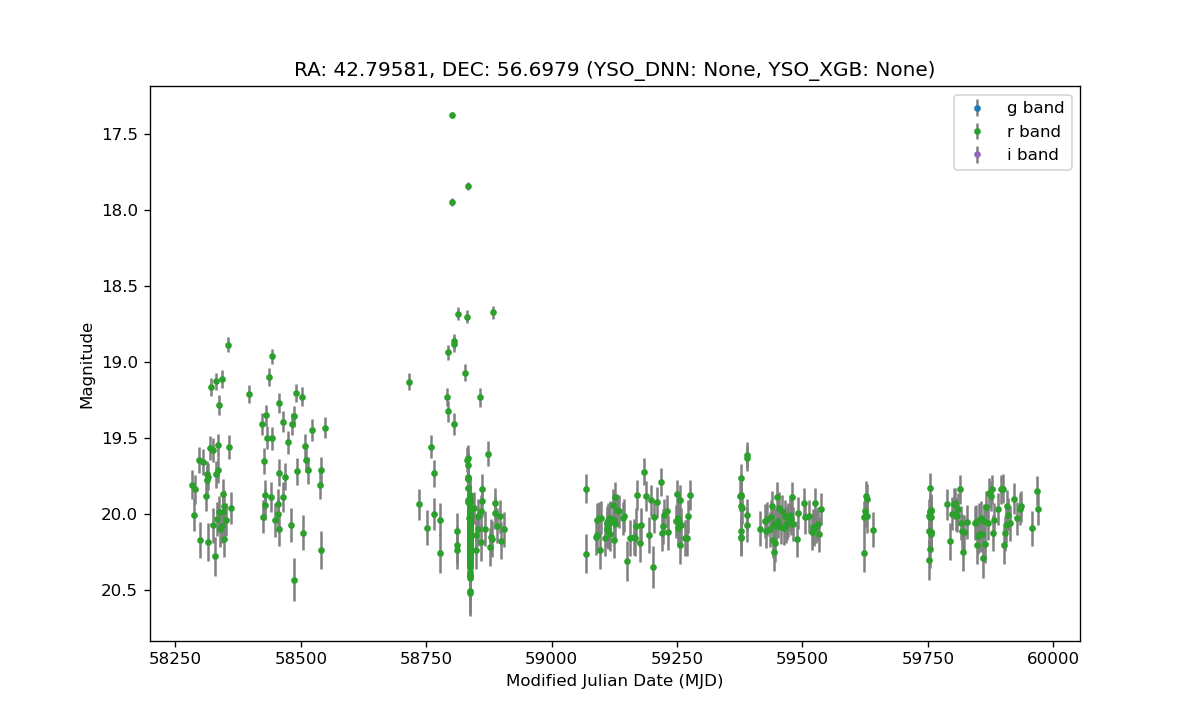 RA: 42.79581, DEC: 56.6979 (YSO_DNN: None, YSO_XGB: None)
g band
r band
i band
17.5
18.0
18.5
19.0
19.5
20.0
20.5
Magnitude
58250 58500 58750 59000 59250 59500 59750 60000
Modified Julian Date (MJD)